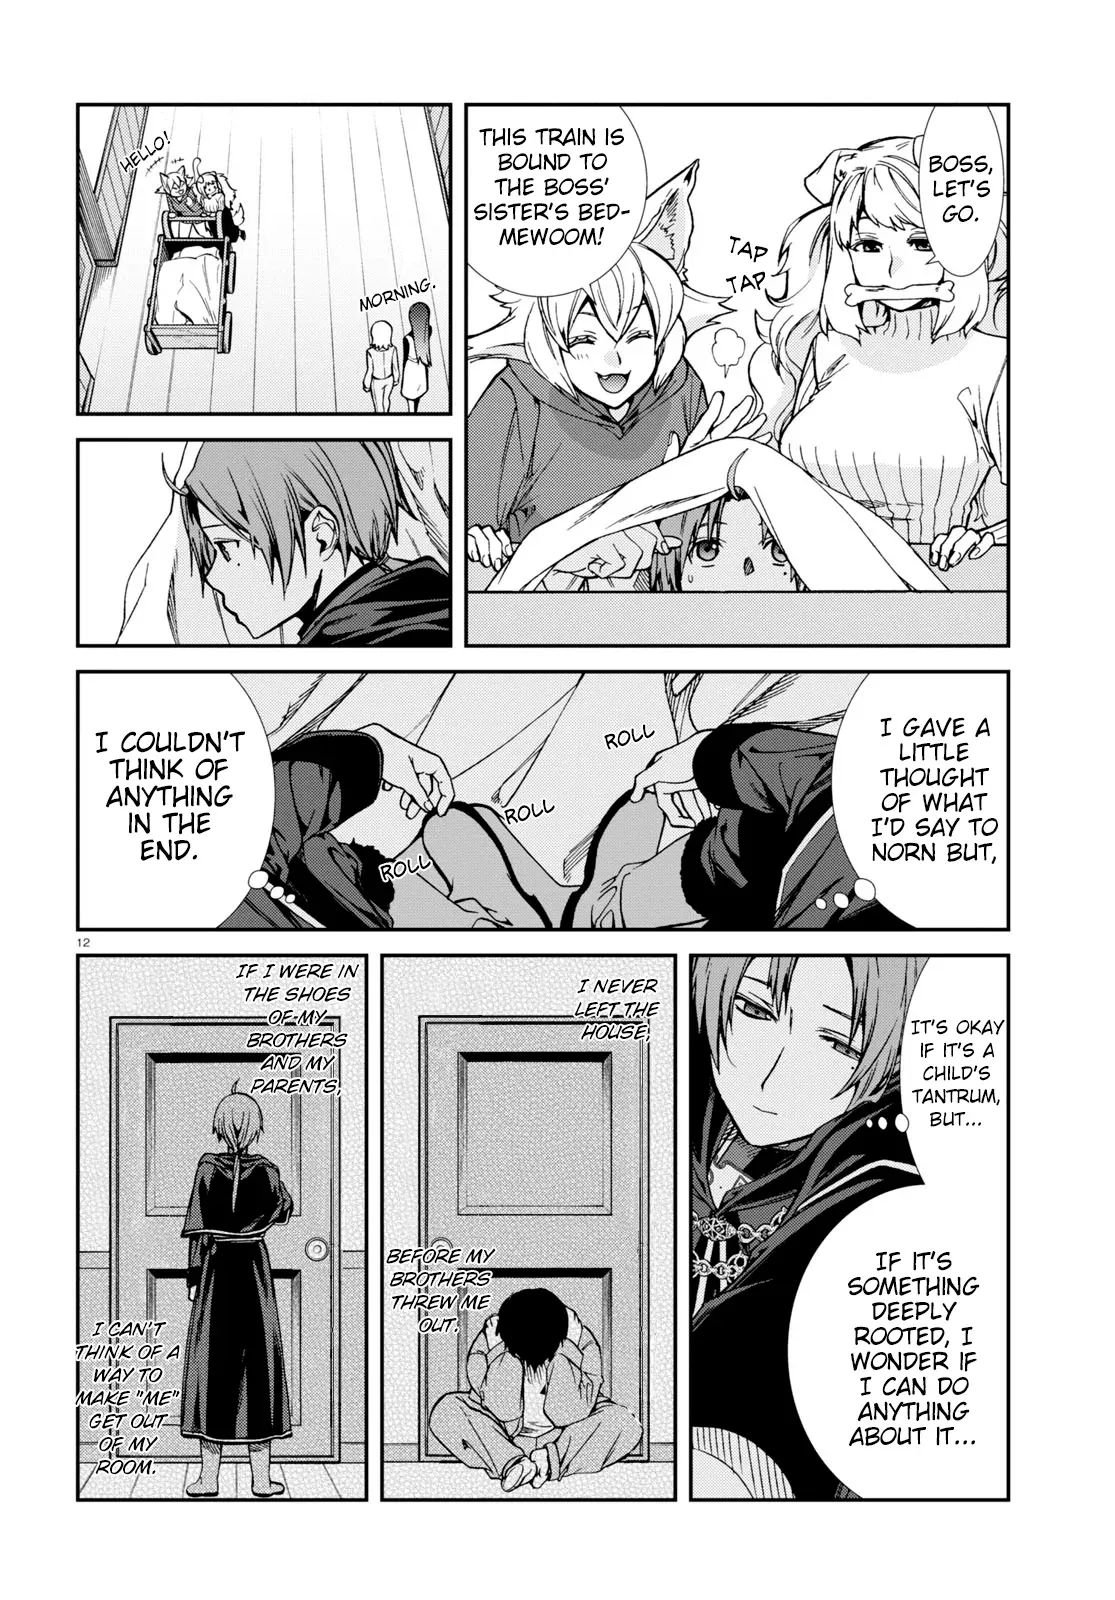 BOSS,
LET'S
GO.
THIS TRAIN IS
BOUND TO
THE BOSS'
SISTER'S BED-
MEWOOM!
TAP
TAP
HELLO!
MORNING.
I GAVE A
LITTLE
THOUGHT
OF WHAT
I'D SAY TO
NORN BUT,
ROLL
ROLL
ROLL
I COULDN'T
THINK OF
ANYTHING
IN THE
END.
12
IT'S OKAY
IF IT'S A
CHILD'S
TANTRUM,
BUT...
IF IT'S
SOMETHING
DEEPLY
ROOTED, I
WONDER IF
I CAN DO
ANYTHING
ABOUT IT...
I NEVER
LEFT THE
HOUSE,
BEFORE MY
BROTHERS
THREW ME
OUT.
IF I WERE IN
THE SHOES
OF MY
BROTHERS
AND MY
PARENTS,
I CAN'T
THINK OF A
WAY TO
MAKE "ME"
GET OUT
OF MY
ROOM.